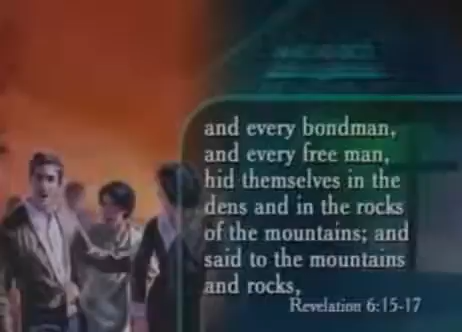 and every bondman,
and every free man,
hid themselves in the
dens and in the rocks
of the mountains; and
said to the mountains
and rocks,
Revelation 6:15-17